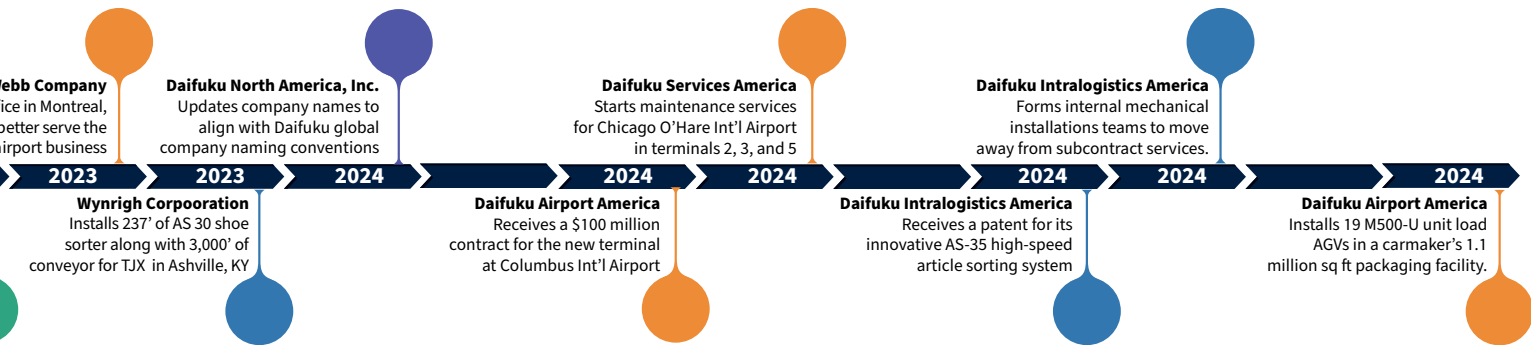 ebb Company
ice in Montreal,
better serve the
airport business
Daifuku North America, Inc.
Updates company names to
align with Daifuku global
company naming conventions
Daifuku Services America
Starts maintenance services
for Chicago O’Hare Int’l Airport
in terminals 2, 3, and 5
Daifuku Intralogistics America
Forms internal mechanical
installations teams to move
away from subcontract services.
2023
2023
2024
2024
2024
2024
2024
2024
Wynrigh Corpooration
Installs 237’ of AS 30 shoe
sorter along with 3,000’ of
conveyor for TJX in Ashville, KY
Daifuku Airport America
Receives a $100 million
contract for the new terminal
at Columbus Int’l Airport
Daifuku Intralogistics America
Receives a patent for its
innovative AS-35 high-speed
article sorting system
Daifuku Airport America
Installs 19 M500-U unit load
AGVs in a carmaker’s 1.1
million sq ft packaging facility.